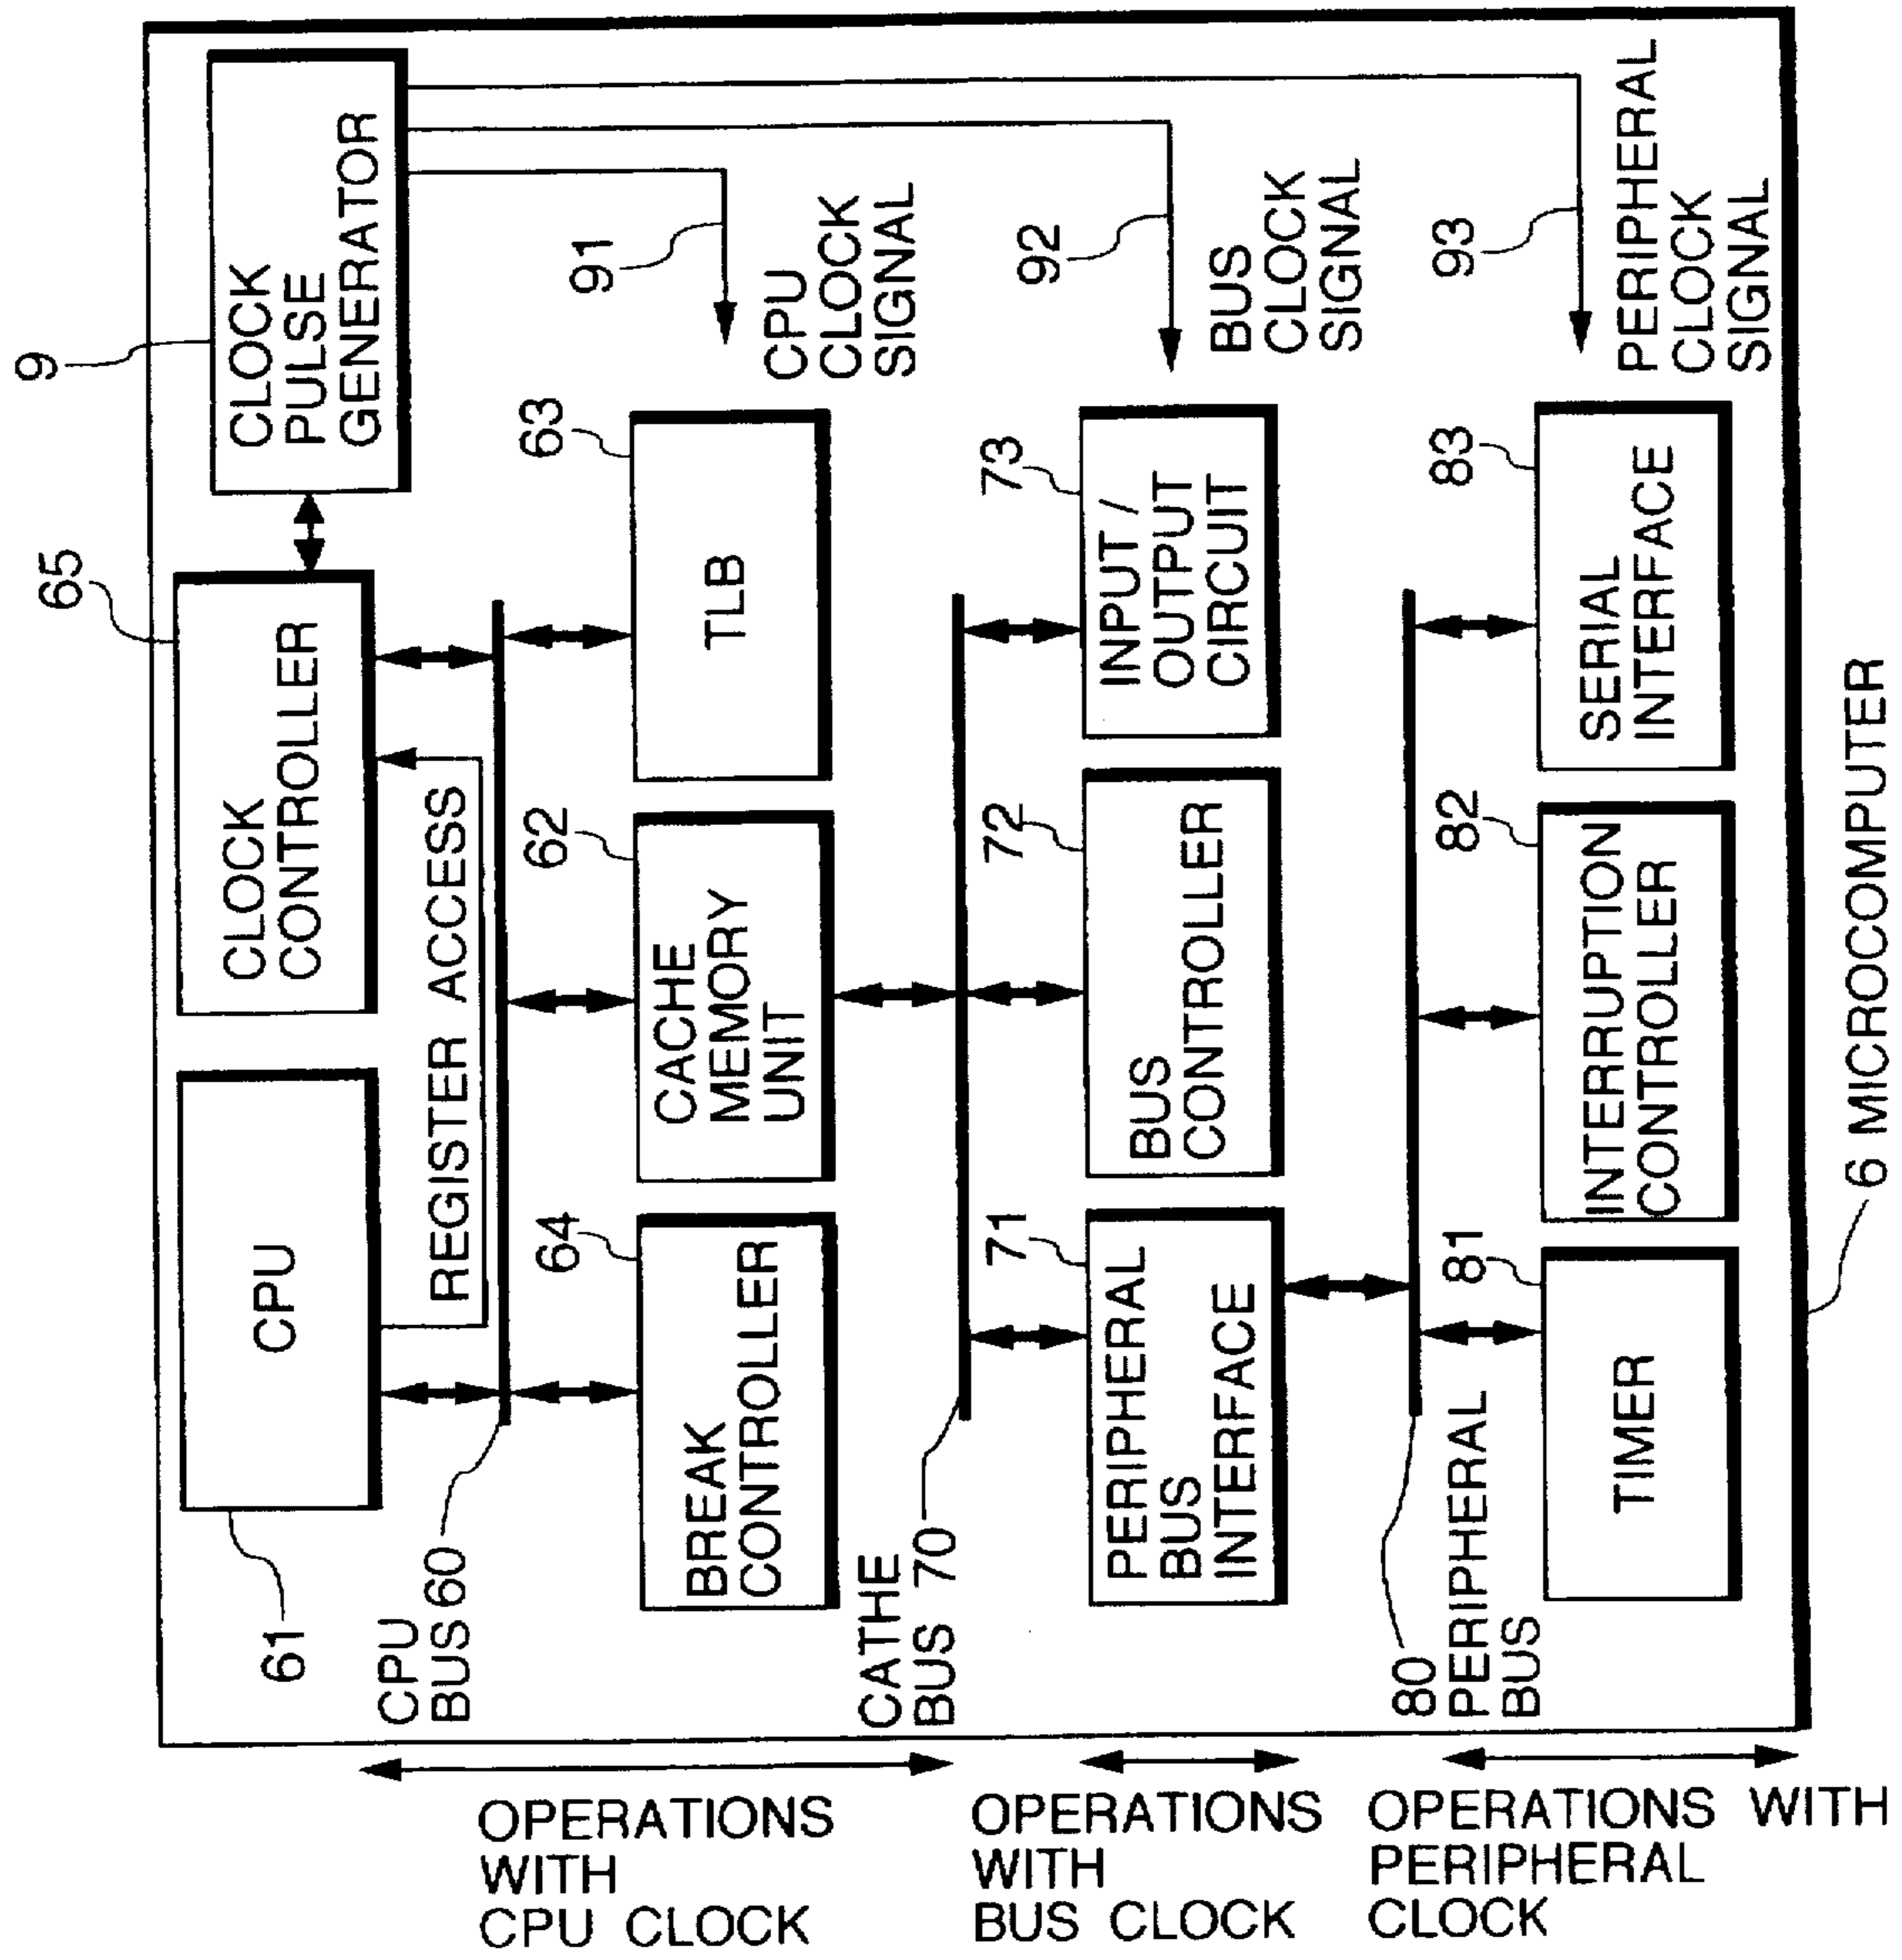 9
CLOCK
PULSE
GENERATOR
65
CLOCK
CONTROLLER
CPU
61
REGISTER ACCESS
CPU
BUS 60
91
CPU
CLOCK
SIGNAL
63
TLB
62
CACHE
MEMORY
UNIT
64
BREAK
CONTROLLER
CATHE
BUS 70
92
BUS
CLOCK
SIGNAL
73
INPUT /
OUTPUT
CIRCUIT
72
BUS
CONTROLLER
71
PERIPHERAL
BUS
INTERFACE
80
PERIPHERAL
BUS
93
PERIPHERAL
CLOCK
SIGNAL
83
SERIAL
INTERFACE
82
INTERRUPTION
CONTROLLER
81
TIMER
6 MICROCOMPUTER
OPERATIONS
WITH
CPU CLOCK
OPERATIONS
WITH
BUS CLOCK
OPERATIONS WITH
PERIPHERAL
CLOCK